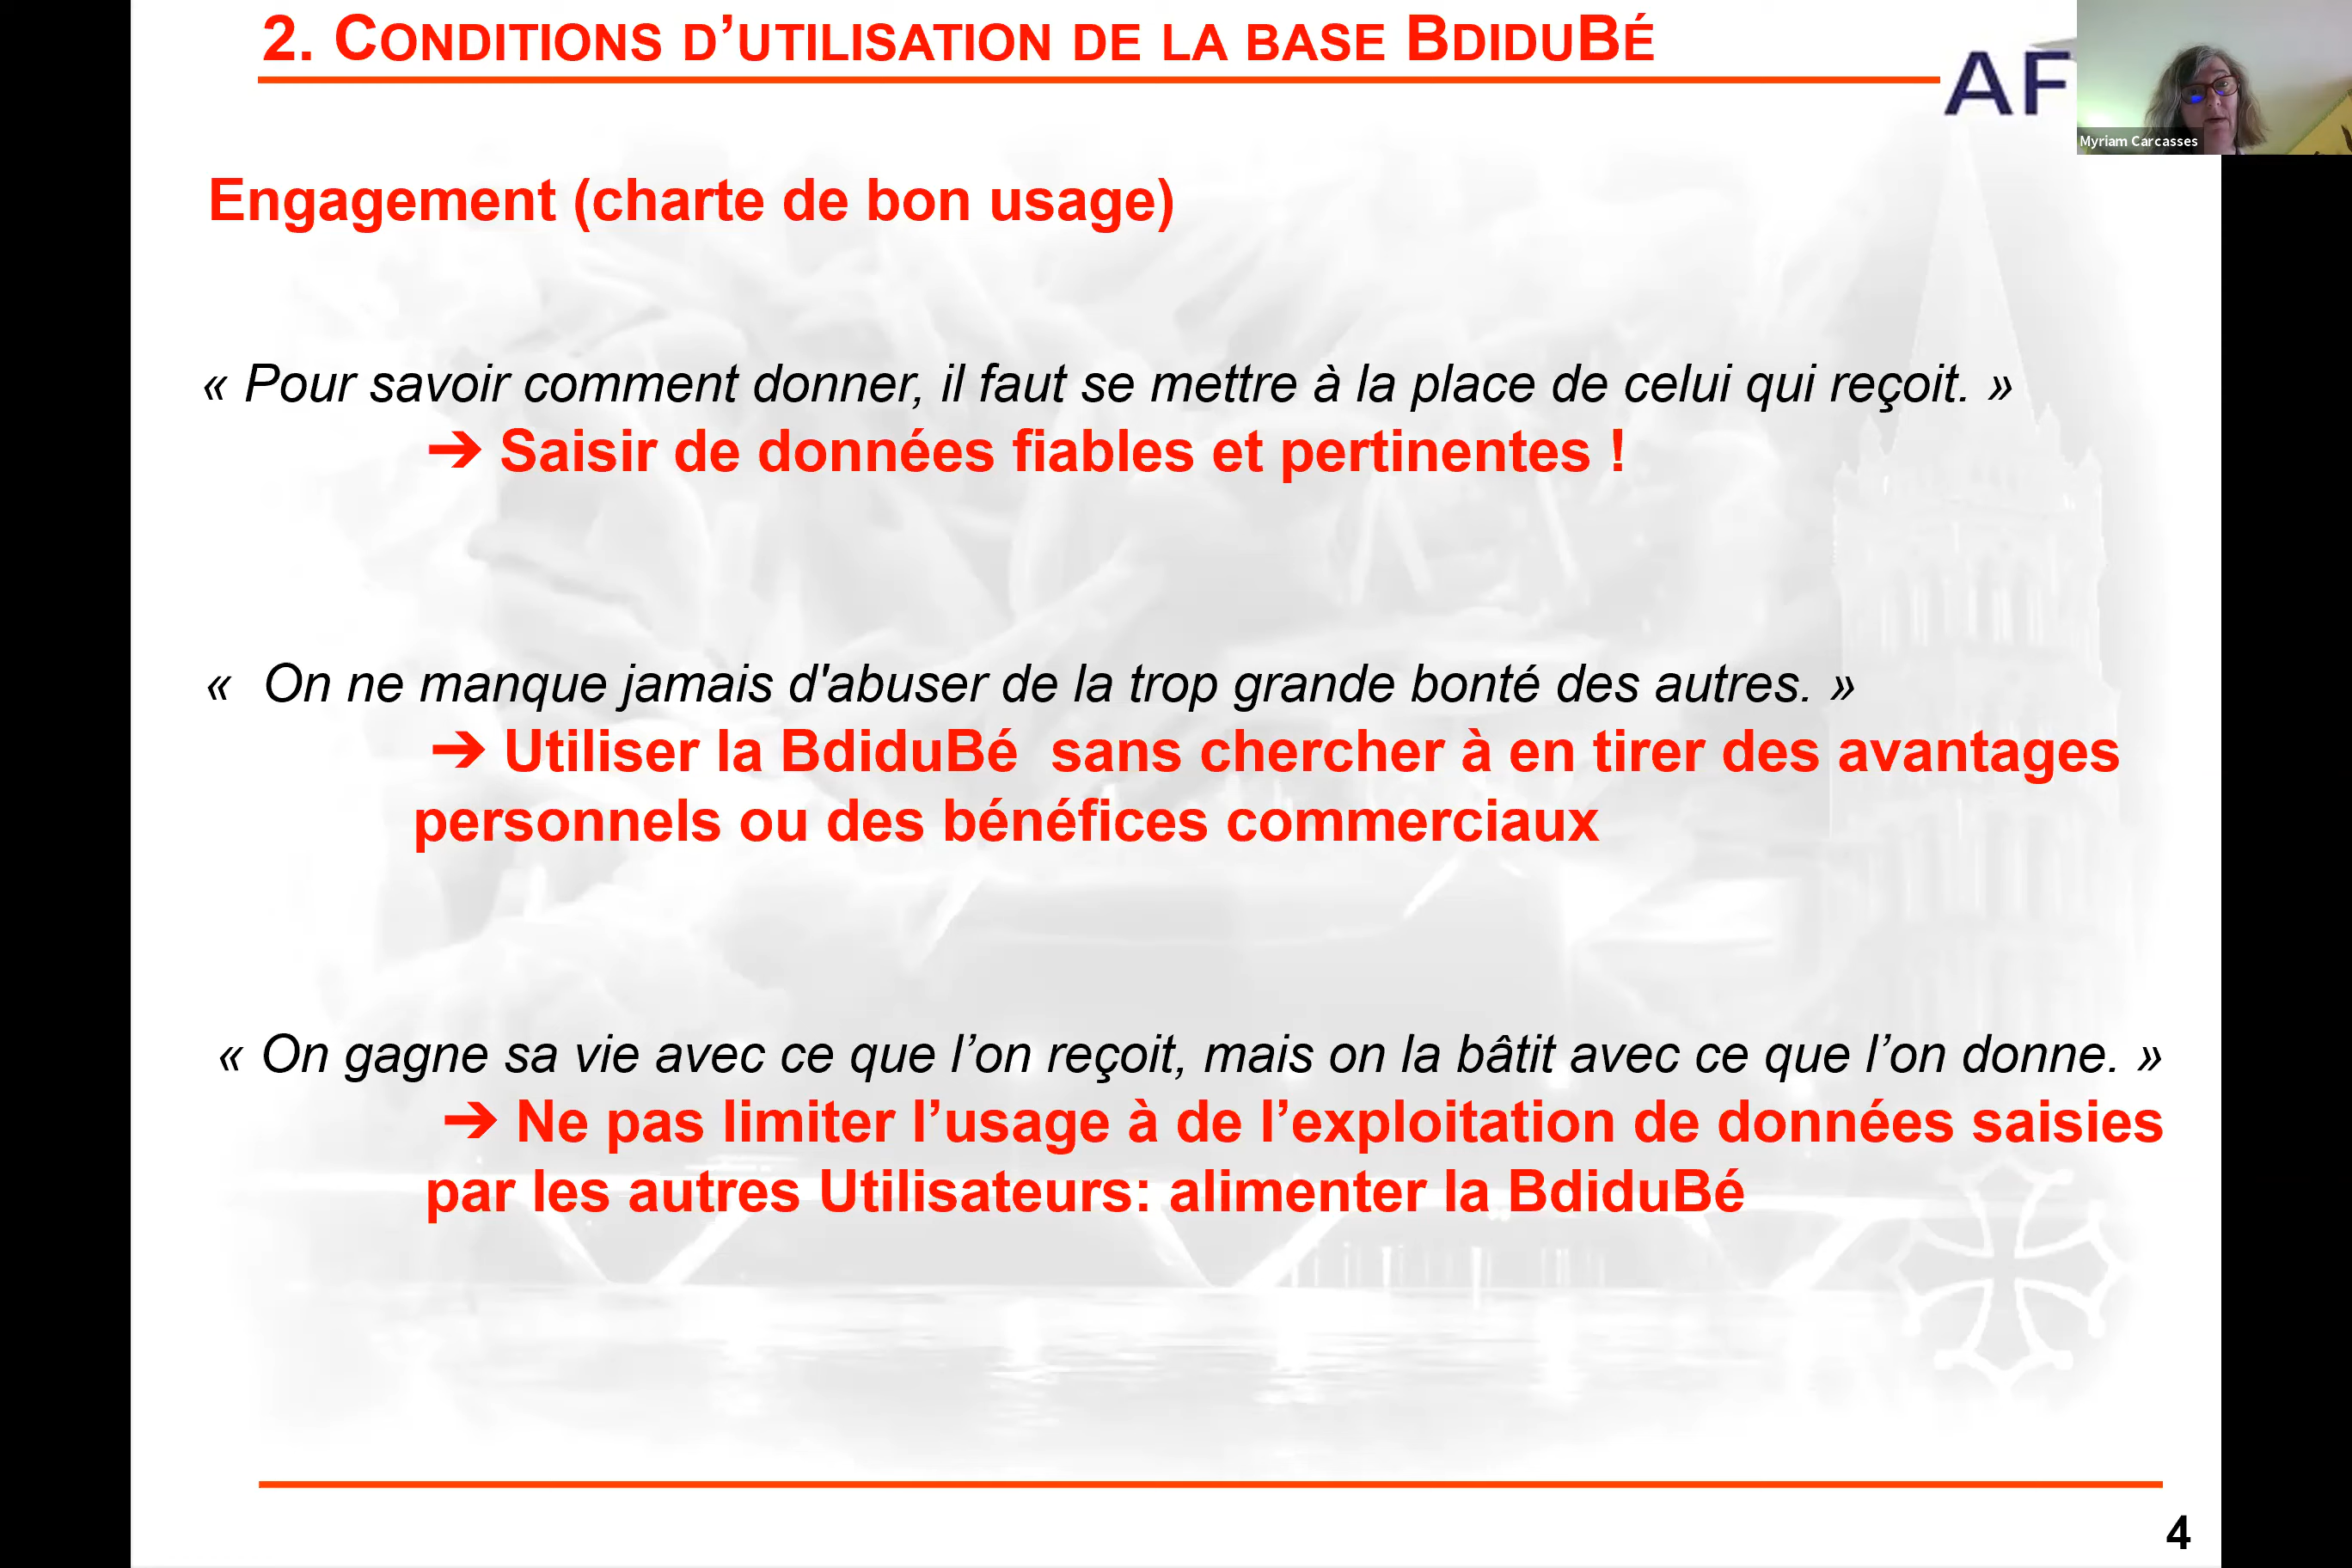 2. CONDITIONS D’UTILISATION DE LA BASE BDIDUBÉ
AF
Myriam Carcasses
Engagement (charte de bon usage)
« Pour savoir comment donner, il faut se mettre à la place de celui qui reçoit. »
➔ Saisir de données fiables et pertinentes !
« On ne manque jamais d'abuser de la trop grande bonté des autres. »
➔ Utiliser la BdiduBé sans chercher à en tirer des avantages
personnels ou des bénéfices commerciaux
« On gagne sa vie avec ce que l’on reçoit, mais on la bâtit avec ce que l’on donne. »
➔ Ne pas limiter l’usage à de l’exploitation de données saisies
par les autres Utilisateurs: alimenter la BdiduBé
4